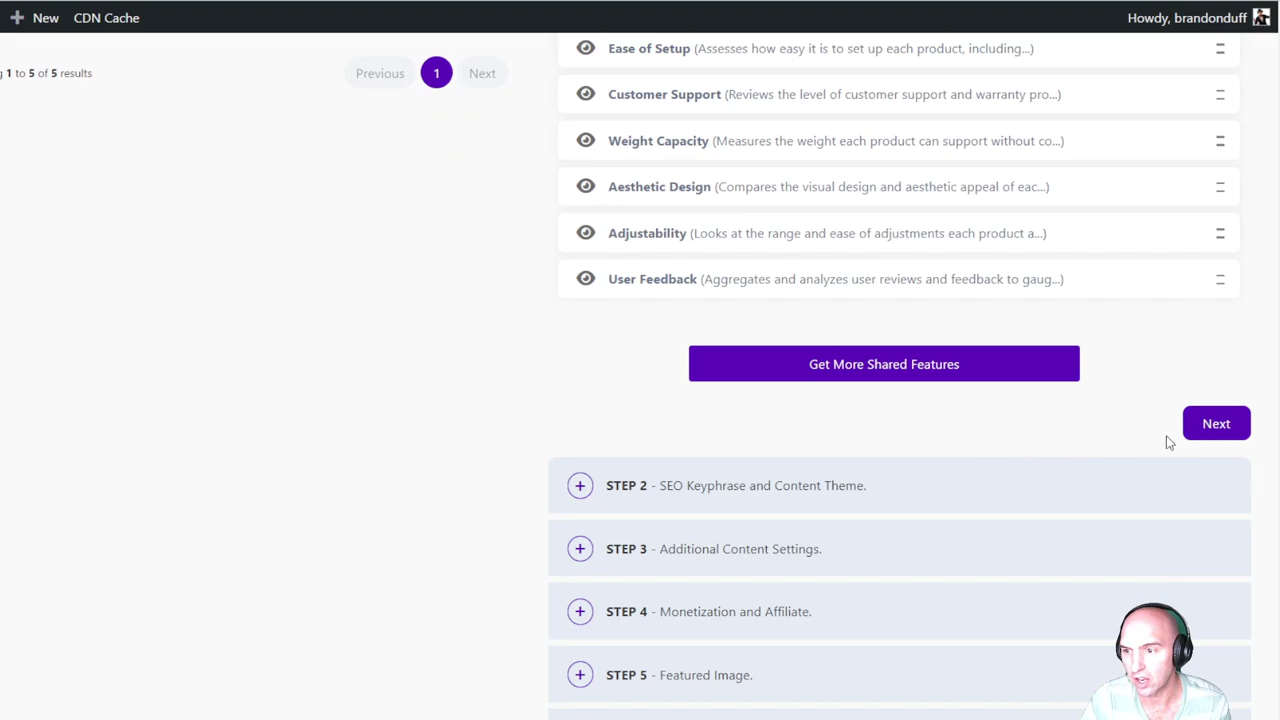 New CDN Cache Howdy, brandonduff
1 to 5 of 5 results Previous 1 Next
Ease of Setup (Assesses how easy it is to set up each product, including...)
Customer Support (Reviews the level of customer support and warranty pro...)
Weight Capacity (Measures the weight each product can support without co...)
Aesthetic Design (Compares the visual design and aesthetic appeal of eac...)
Adjustability (Looks at the range and ease of adjustments each product a...)
User Feedback (Aggregates and analyzes user reviews and feedback to gaug...)
Get More Shared Features
Next
STEP 2 - SEO Keyphrase and Content Theme.
STEP 3 - Additional Content Settings.
STEP 4 - Monetization and Affiliate.
STEP 5 - Featured Image.